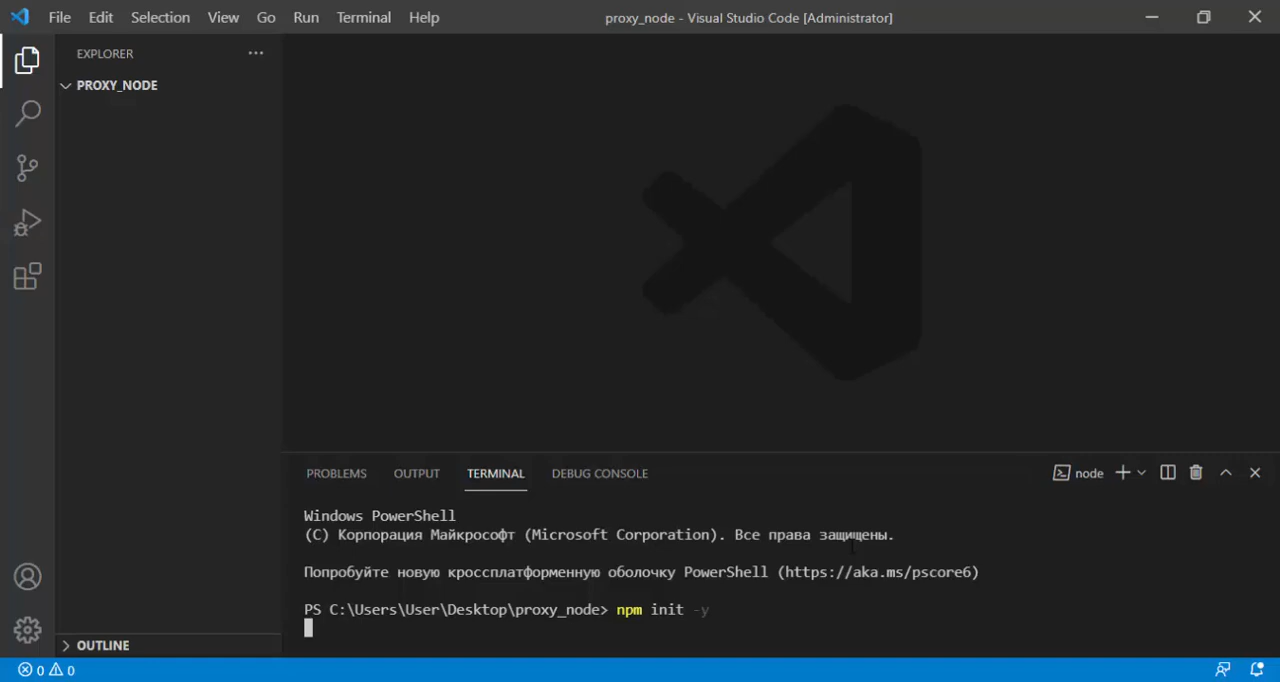 File Edit Selection View Go Run Terminal Help proxy_node - Visual Studio Code [Administrator]
EXPLORER
PROXY_NODE
PROBLEMS OUTPUT TERMINAL DEBUG CONSOLE node
Windows PowerShell
(C) Корпорация Майкрософт (Microsoft Corporation). Все права защищены.
Попробуйте новую кроссплатформенную оболочку PowerShell (https://aka.ms/pscore6)
PS C:\Users\User\Desktop\proxy_node> npm init -y
OUTLINE
0 0